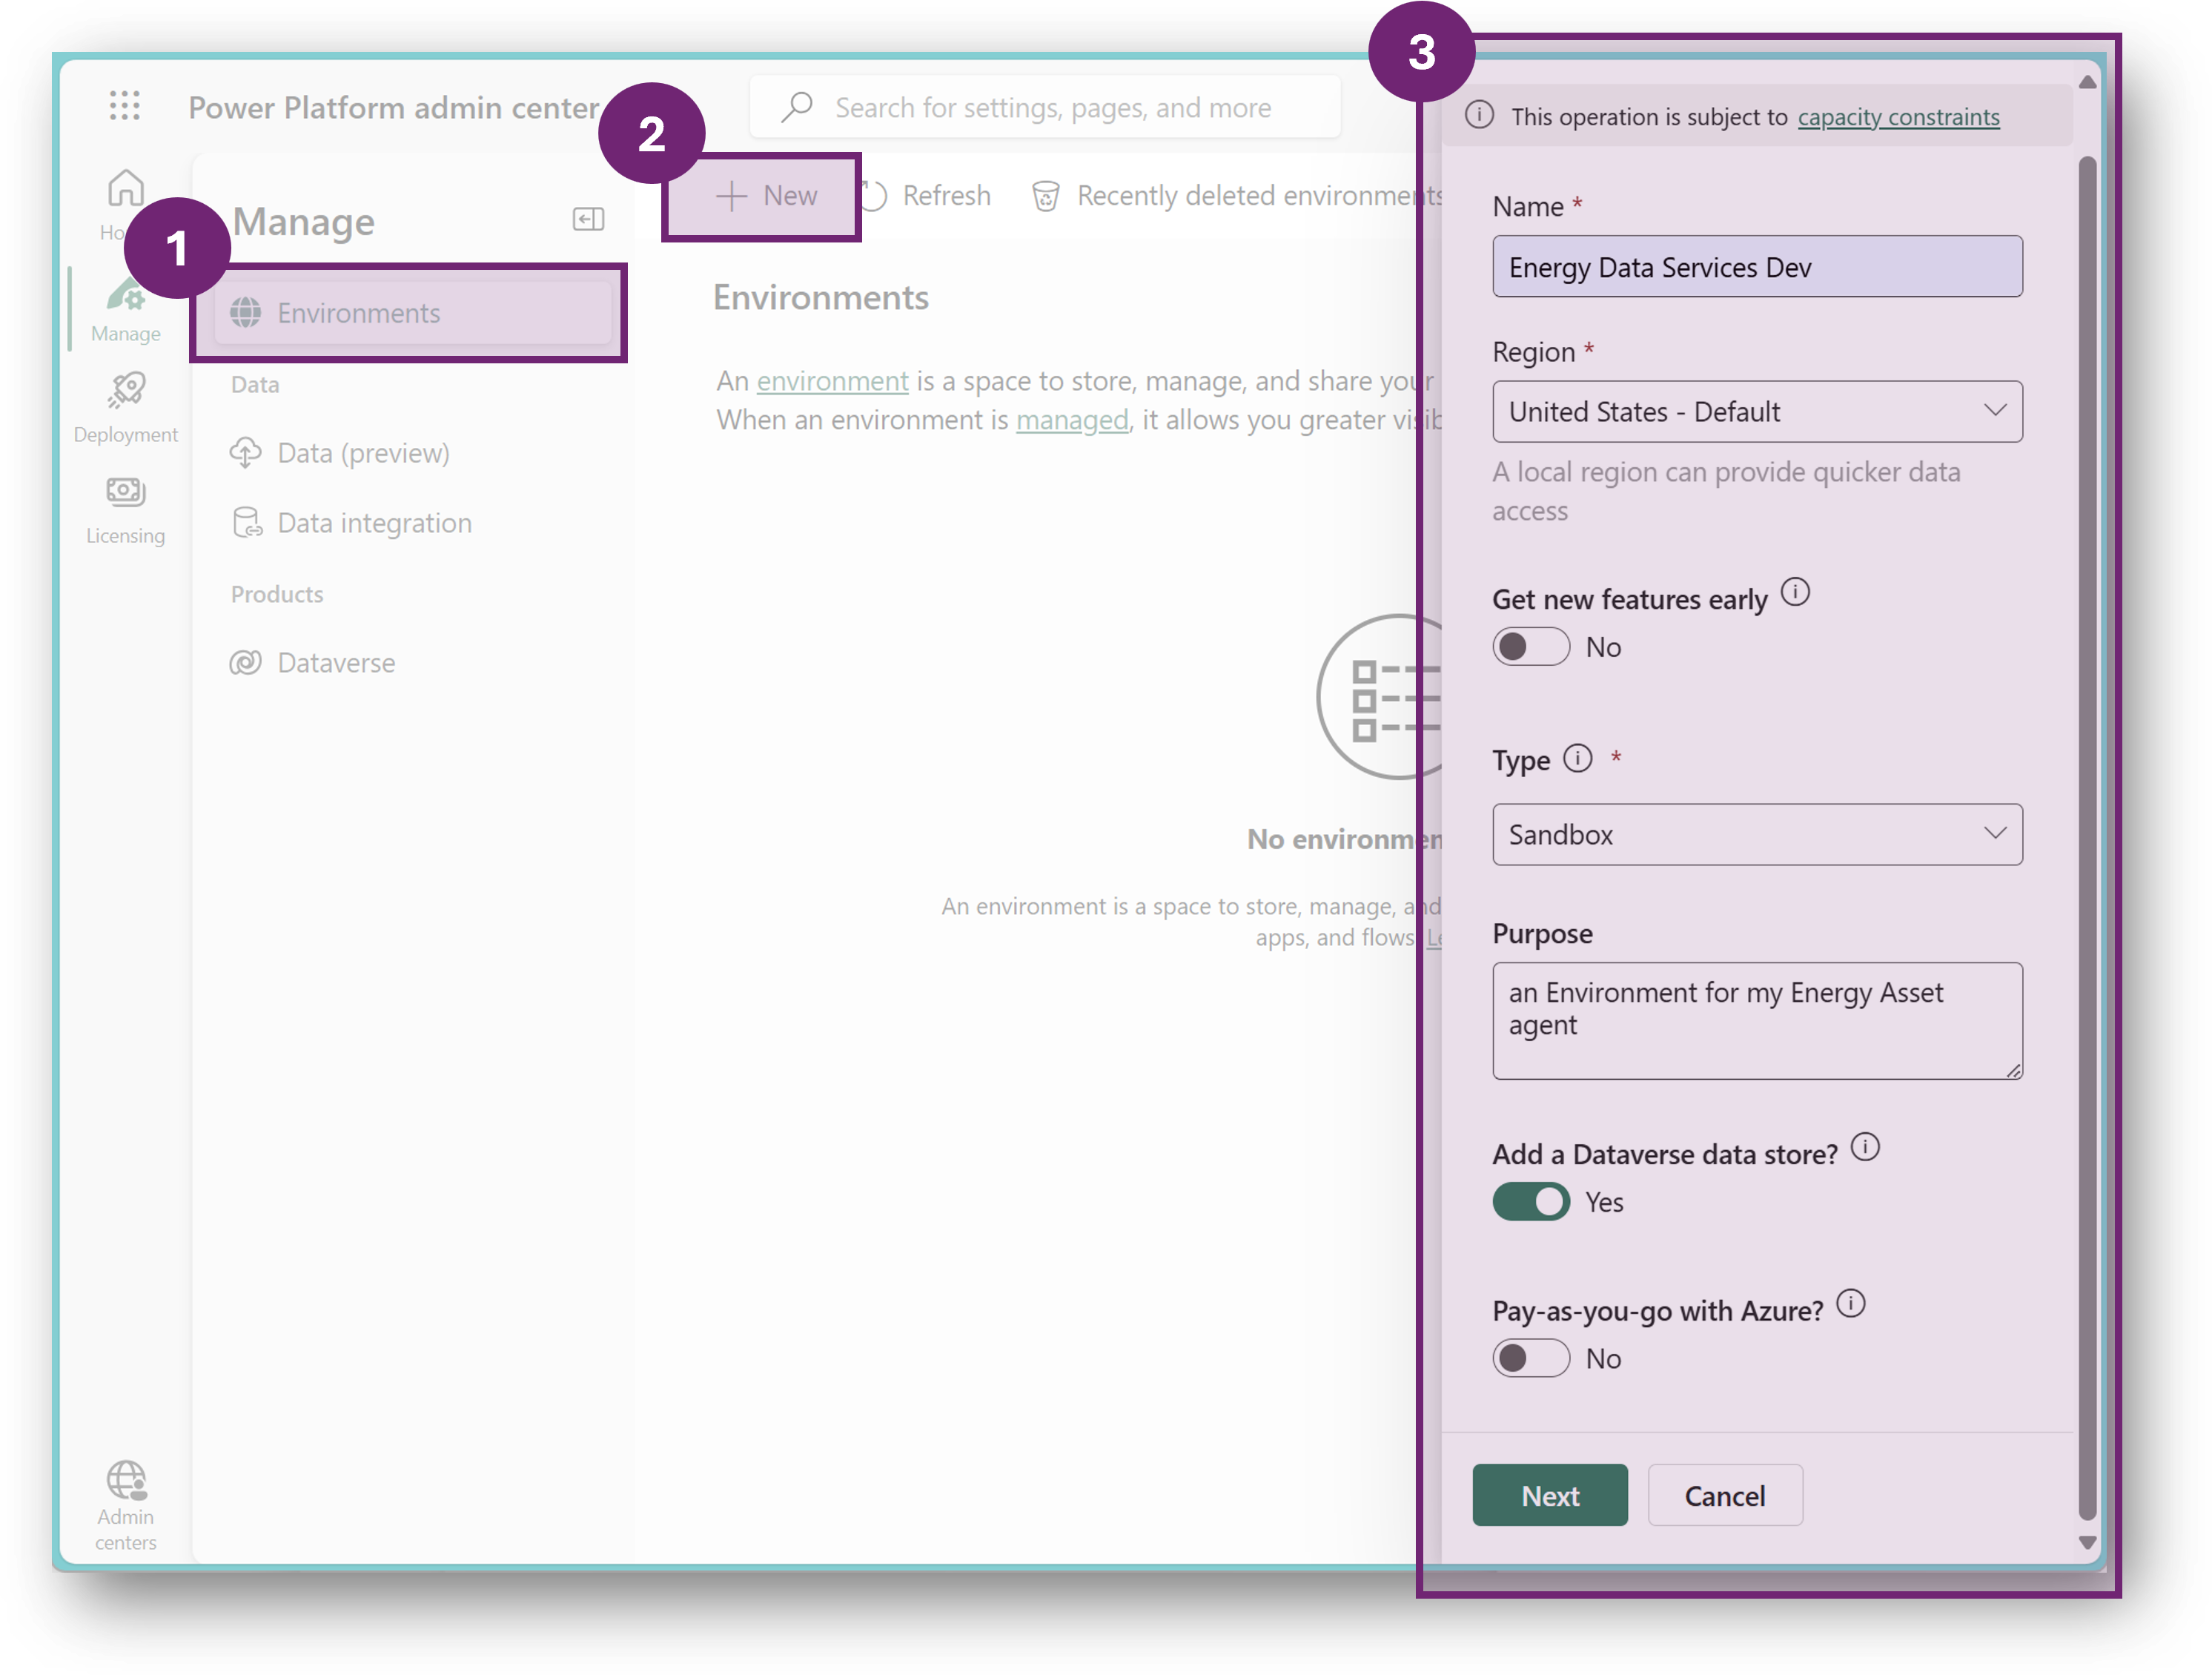 3
Power Platform admin center
Search for settings, pages, and more
This operation is subject to capacity constraints
2
New
Refresh
Recently deleted environments
1
Manage
Manage
Deployment
Licensing
Admin
centers
Environments
Data
Data (preview)
Data integration
Products
Dataverse
Environments
An environment is a space to store, manage, and share your
When an environment is managed, it allows you greater
No
An environment is a space to store, manage, and
apps, and flows.
Name *
Energy Data Services Dev
Region *
United States - Default
A local region can provide quicker data
access
Get new features early
No
Type *
Sandbox
Purpose
an Environment for my Energy Asset
agent
Add a Dataverse data store?
Yes
Pay-as-you-go with Azure?
No
Next
Cancel